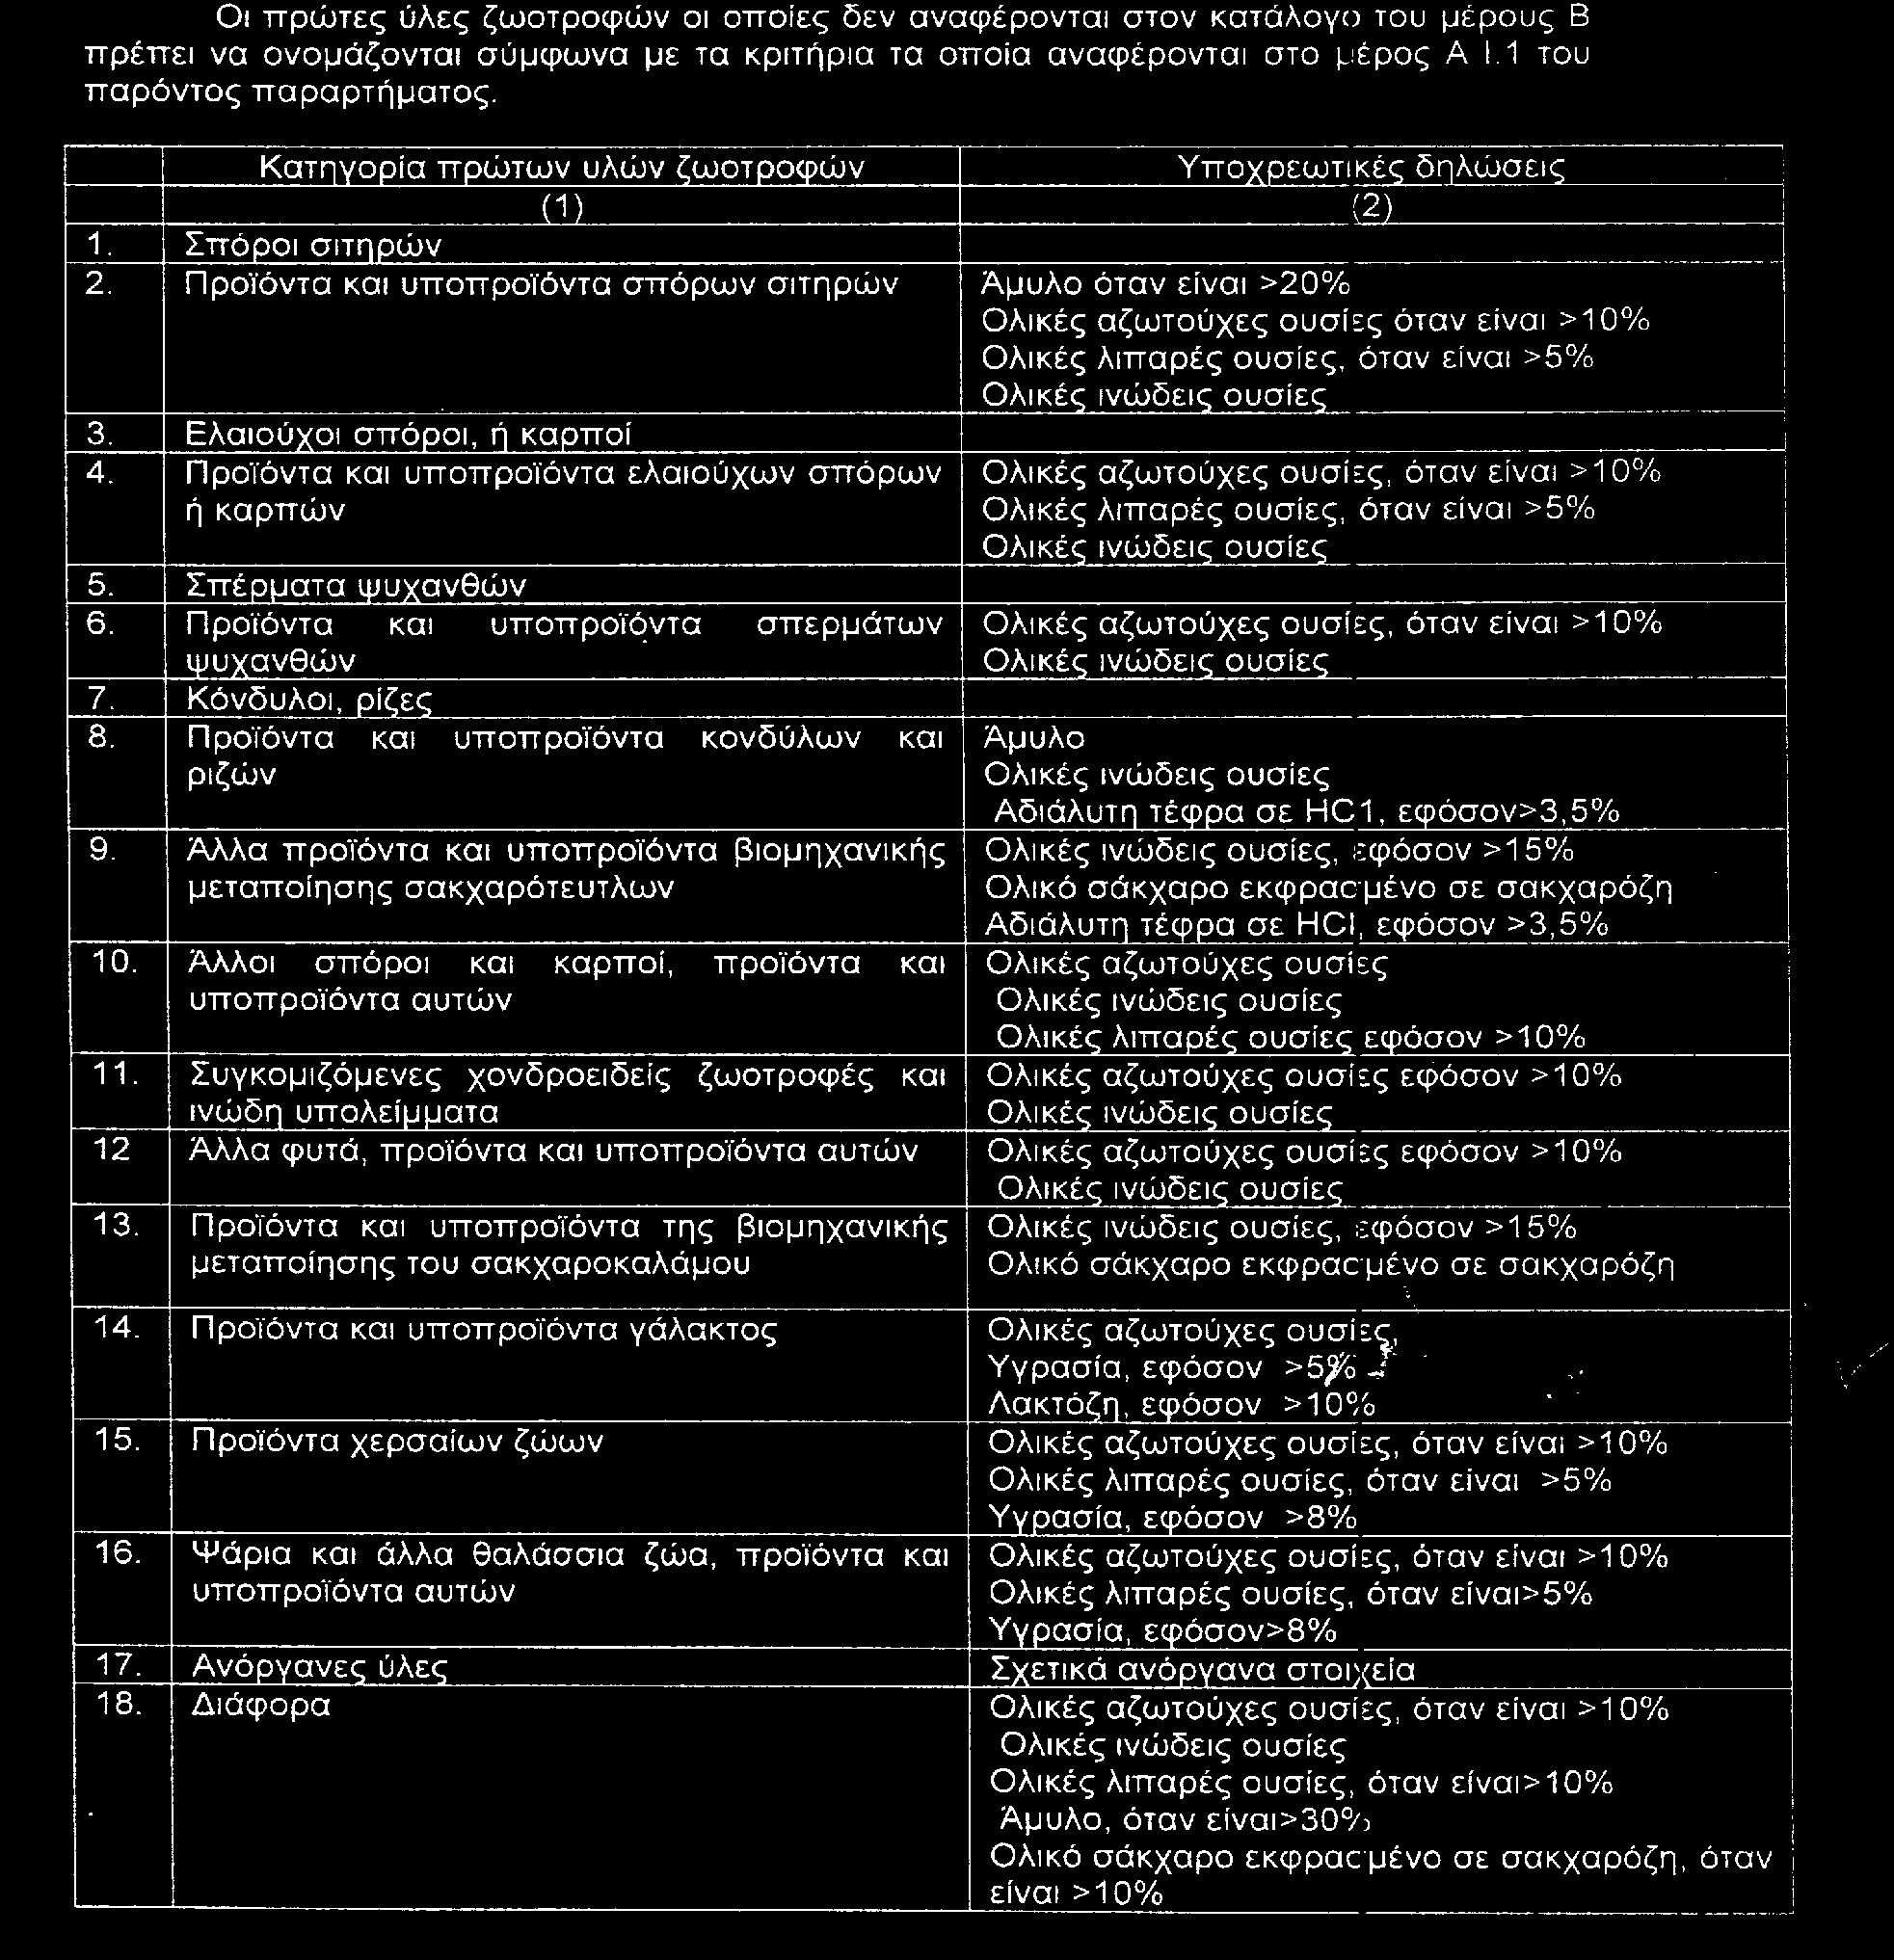 Οι πρώτες ύλες ζωοτροφών οι οποίες δεν αναφέρονται στον κατάλογο του μέρους Β
πρέπει να ονομάζονται σύμφωνα με τα κριτήρια τα οποία αναφέρονται στο μέρος Α Ι.1 του
παρόντος παραρτήματος.
Κατηγορία πρώτων υλών ζωοτροφών Υποχρεωτικές δηλώσεις
(1) (2)
1. Σπόροι σιτηρών
2. Προϊόντα και υποπροϊόντα σπόρων σιτηρών Άμυλο όταν είναι >20%
Ολικές αζωτούχες ουσίες όταν είναι >10%
Ολικές λιπαρές ουσίες, όταν είναι >5%
Ολικές ινώδεις ουσίες
3. Ελαιούχοι σπόροι, ή καρποί
4. Προϊόντα και υποπροϊόντα ελαιούχων σπόρων Ολικές αζωτούχες ουσίες, όταν είναι >10%
ή καρπών Ολικές λιπαρές ουσίες, όταν είναι >5%
Ολικές ινώδεις ουσίες
5. Σπέρματα ψυχανθών
6. Προϊόντα και υποπροϊόντα σπερμάτων Ολικές αζωτούχες ουσίες, όταν είναι >10%
ψυχανθών Ολικές ινώδεις ουσίες
7. Κόνδυλοι, ρίζες
8. Προϊόντα και υποπροϊόντα κονδύλων και Άμυλο
ριζών Ολικές ινώδεις ουσίες
Αδιάλυτη τέφρα σε HC1, εφόσον>3,5%
9. Άλλα προϊόντα και υποπροϊόντα βιομηχανικής Ολικές ινώδεις ουσίες, εφόσον >15%
μεταποίησης σακχαρότευτλων Ολικό σάκχαρο εκφρασμένο σε σακχαρόζη
Αδιάλυτη τέφρα σε HCl, εφόσον >3,5%
10. Άλλοι σπόροι και καρποί, προϊόντα και Ολικές αζωτούχες ουσίες
υποπροϊόντα αυτών Ολικές ινώδεις ουσίες
Ολικές λιπαρές ουσίες εφόσον >10%
11. Συγκομιζόμενες χονδροειδείς ζωοτροφές και Ολικές αζωτούχες ουσίες εφόσον >10%
ινώδη υπολείμματα Ολικές ινώδεις ουσίες
12 Άλλα φυτά, προϊόντα και υποπροϊόντα αυτών Ολικές αζωτούχες ουσίες εφόσον >10%
Ολικές ινώδεις ουσίες
13. Προϊόντα και υποπροϊόντα της βιομηχανικής Ολικές ινώδεις ουσίες, εφόσον >15%
μεταποίησης του σακχαροκαλάμου Ολικό σάκχαρο εκφρασμένο σε σακχαρόζη
14. Προϊόντα και υποπροϊόντα γάλακτος Ολικές αζωτούχες ουσίες,
Υγρασία, εφόσον >5%
Λακτόζη, εφόσον >10%
15. Προϊόντα χερσαίων ζώων Ολικές αζωτούχες ουσίες, όταν είναι >10%
Ολικές λιπαρές ουσίες, όταν είναι >5%
Υγρασία, εφόσον >8%
16. Ψάρια και άλλα θαλάσσια ζώα, προϊόντα και Ολικές αζωτούχες ουσίες, όταν είναι >10%
υποπροϊόντα αυτών Ολικές λιπαρές ουσίες, όταν είναι>5%
Υγρασία, εφόσον>8%
17. Ανόργανες ύλες Σχετικά ανόργανα στοιχεία
18. Διάφορα Ολικές αζωτούχες ουσίες, όταν είναι >10%
Ολικές ινώδεις ουσίες
Ολικές λιπαρές ουσίες, όταν είναι>10%
Άμυλο, όταν είναι>30%
Ολικό σάκχαρο εκφρασμένο σε σακχαρόζη, όταν
είναι >10%